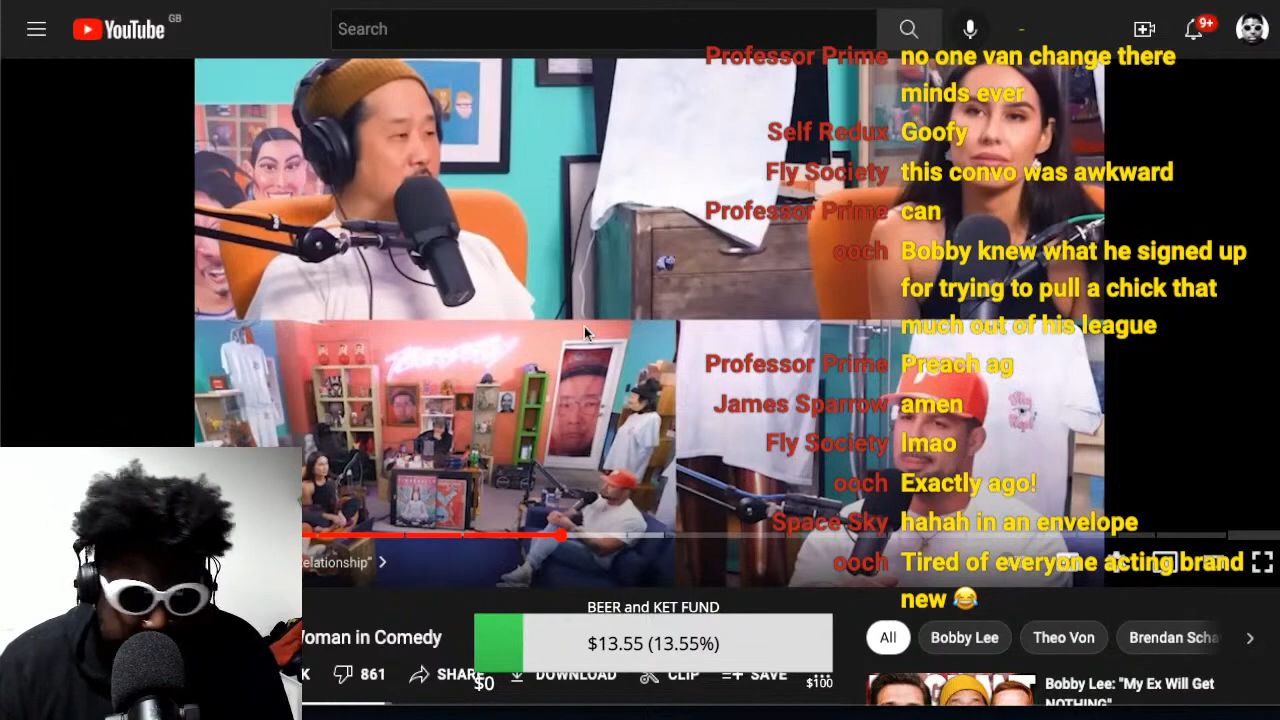 YouTube GB
Search
9+
Professor Prime no one van change there
minds ever
Self Redux Goofy
Fly Society this convo was awkward
Professor Prime can
ooch Bobby knew what he signed up
for trying to pull a chick that
much out of his league
Professor Prime Preach ag
James Sparrow amen
Fly Society lmao
ooch Exactly ago!
Space Sky hahah in an envelope
ooch Tired of everyone acting brand
new 😂
elationship"
BEER and KET FUND
$13.55 (13.55%)
$0
$100
Woman in Comedy
K 861 SHARE DOWNLOAD CLIP SAVE
All Bobby Lee Theo Von Brendan Scha
Bobby Lee: "My Ex Will Get
NOTHING"